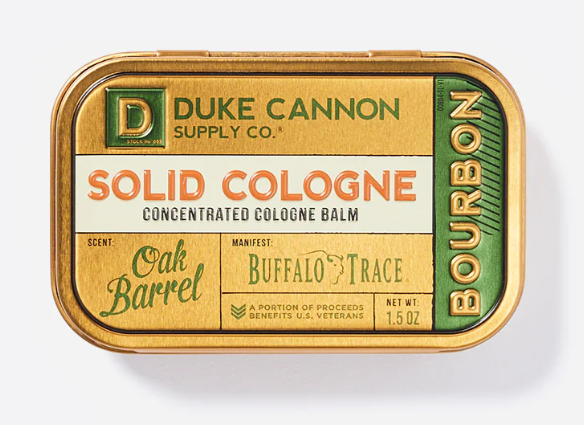 D
DUKE CANNON
SUPPLY CO.®
SOLID COLOGNE
CONCENTRATED COLOGNE BALM
SCENT:
Oak
Barrel
MANIFEST:
BUFFALO TRACE
A PORTION OF PROCEEDS
BENEFITS U.S. VETERANS
NET WT:
1.5 OZ
BOURBON